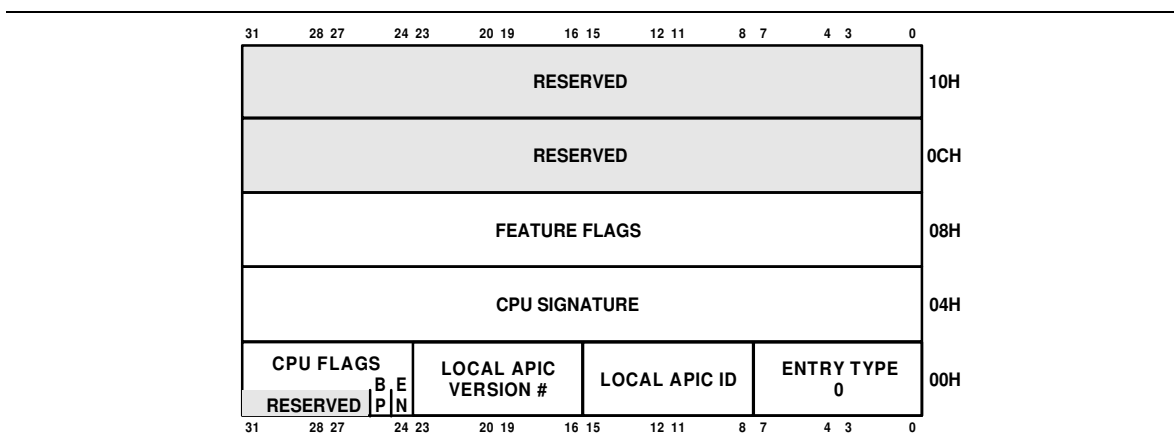 31 28 27 24 23 20 19 16 15 12 11 8 7 4 3 0
RESERVED 10H
RESERVED 0CH
FEATURE FLAGS 08H
CPU SIGNATURE 04H
CPU FLAGS LOCAL APIC VERSION # LOCAL APIC ID ENTRY TYPE 0 00H
RESERVED BP EN
31 28 27 24 23 20 19 16 15 12 11 8 7 4 3 0